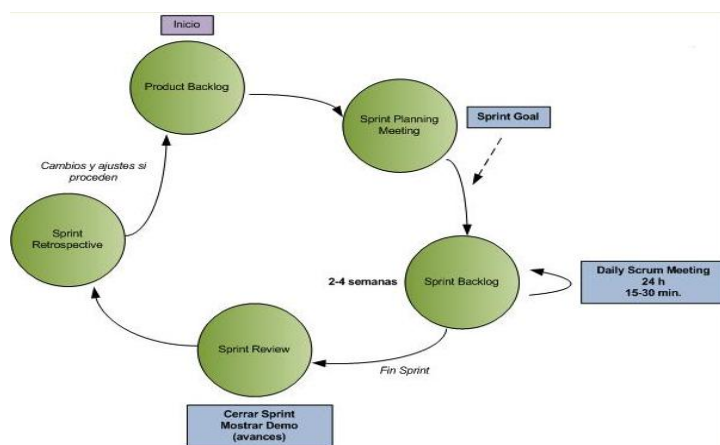 Inicio
Product Backlog
Sprint Planning
Meeting
Sprint Goal
Cambios y ajustes si
proceden
Sprint
Retrospective
2-4 semanas
Sprint Backlog
Daily Scrum Meeting
24 h
15-30 min.
Sprint Review
Fin Sprint
Cerrar Sprint
Mostrar Demo
(avances)